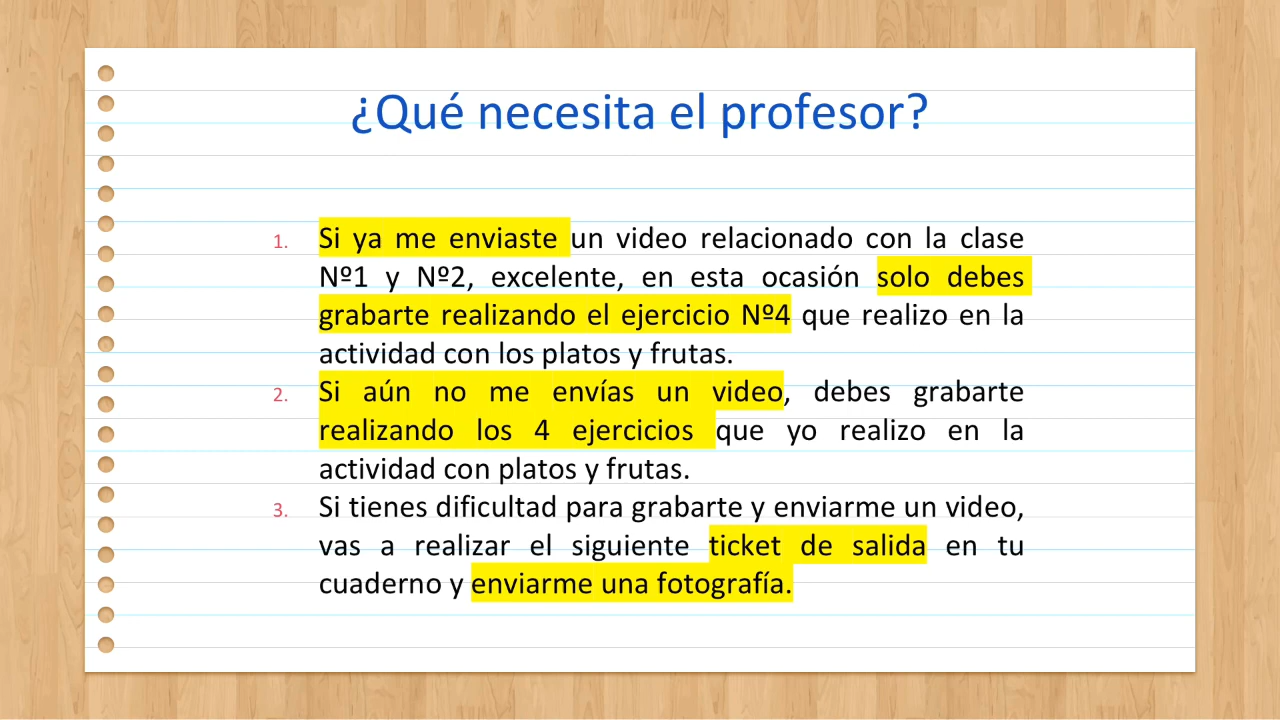 ¿Qué necesita el profesor?
1. Si ya me enviaste un video relacionado con la clase
Nº1 y Nº2, excelente, en esta ocasión solo debes
grabarte realizando el ejercicio Nº4 que realizo en la
actividad con los platos y frutas.
2. Si aún no me envías un video, debes grabarte
realizando los 4 ejercicios que yo realizo en la
actividad con platos y frutas.
3. Si tienes dificultad para grabarte y enviarme un video,
vas a realizar el siguiente ticket de salida en tu
cuaderno y enviarme una fotografía.